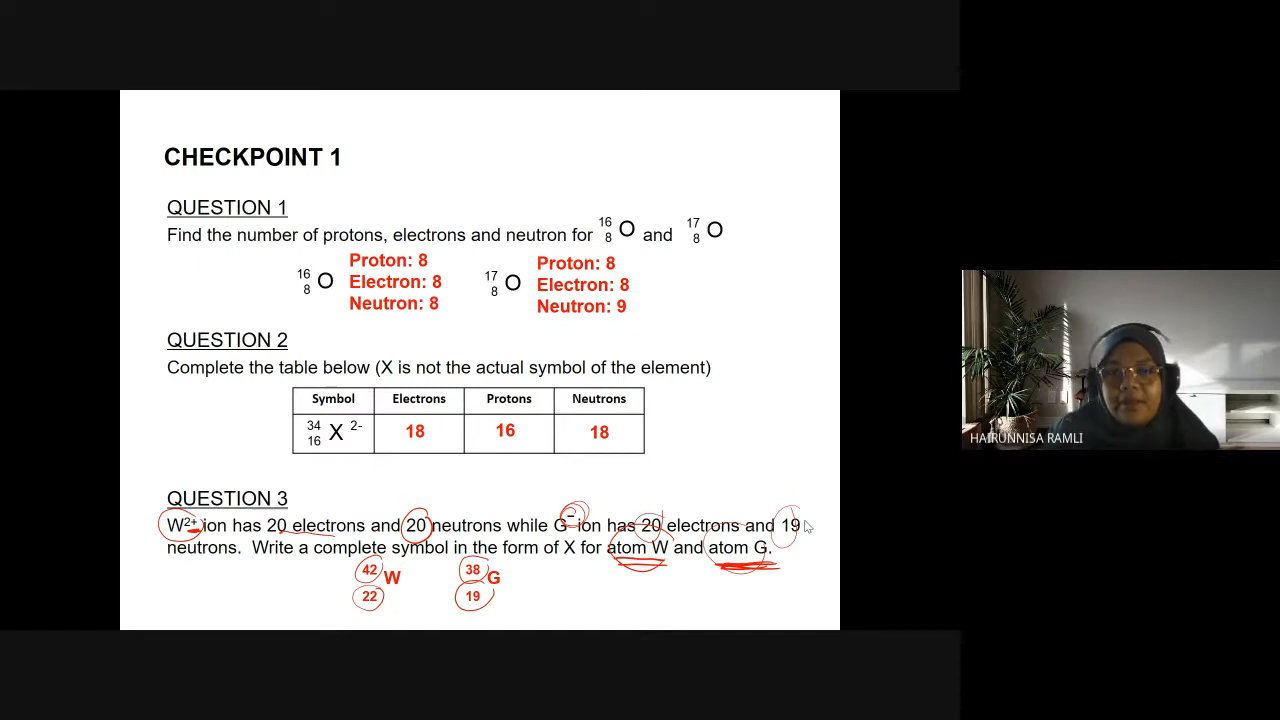 CHECKPOINT 1
QUESTION 1
Find the number of protons, electrons and neutron for 16 8 O and 17 8 O
16 8 O Proton: 8 Electron: 8 Neutron: 8
17 8 O Proton: 8 Electron: 8 Neutron: 9
QUESTION 2
Complete the table below (X is not the actual symbol of the element)
Symbol Electrons Protons Neutrons
34 16 X 2- 18 16 18
QUESTION 3
W2+ ion has 20 electrons and 20 neutrons while G- ion has 20 electrons and 19
neutrons. Write a complete symbol in the form of X for atom W and atom G.
42 22 W 38 19 G
HAIRUNNISA RAMLI